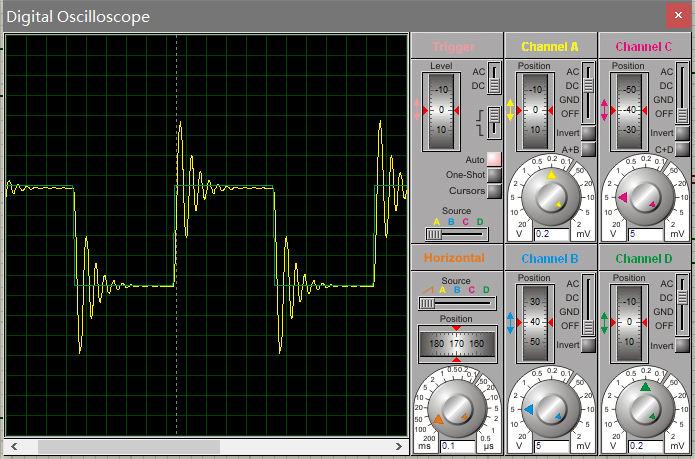 Digital Oscilloscope
Trigger
Level
AC
DC
-10
0
10
Auto
One-Shot
Cursors
Source
A B C D
Channel A
Position
AC
DC
GND
OFF
-10
0
10
Invert
A+B
0.5 0.2 0.1
1
2
5
10
20
V
50
20
10
5
2
mV
0.2
Channel C
Position
AC
DC
GND
OFF
-50
-40
-30
Invert
C+D
0.5 0.2 0.1
1
2
5
10
20
V
50
20
10
5
2
mV
5
Horizontal
Source
A B C D
Position
180 170 160
0.5
1
2
5
10
20
50
100
200
ms
0.2
0.1
50
20
10
5
2
1
0.5
µs
0.1
Channel B
Position
AC
DC
GND
OFF
30
40
50
Invert
0.5 0.2 0.1
1
2
5
10
20
V
50
20
10
5
2
mV
5
Channel D
Position
AC
DC
GND
OFF
-10
0
10
Invert
0.5 0.2 0.1
1
2
5
10
20
V
50
20
10
5
2
mV
0.2